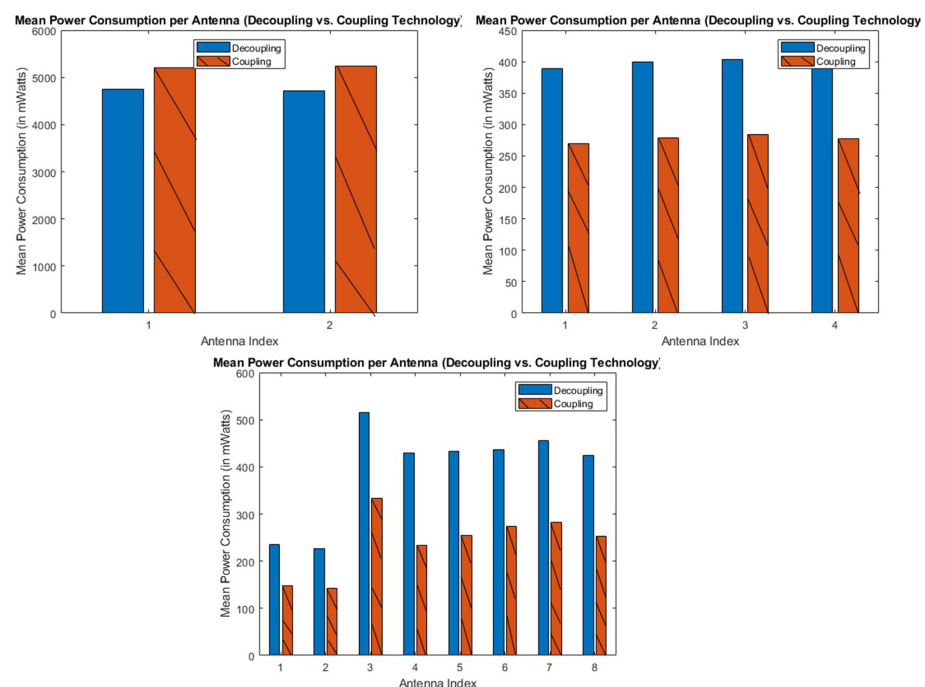 Mean Power Consumption per Antenna (Decoupling vs. Coupling Technology)
6000
5000
4000
3000
2000
1000
0
Mean Power Consumption (in mWatts)
Decoupling
Coupling
1 2
Antenna Index
Mean Power Consumption per Antenna (Decoupling vs. Coupling Technology
450
400
350
300
250
200
150
100
50
0
Mean Power Consumption (in mWatts)
Decoupling
Coupling
1 2 3 4
Antenna Index
Mean Power Consumption per Antenna (Decoupling vs. Coupling Technology)
600
500
400
300
200
100
0
Mean Power Consumption (in mWatts)
Decoupling
Coupling
1 2 3 4 5 6 7 8
Antenna Index